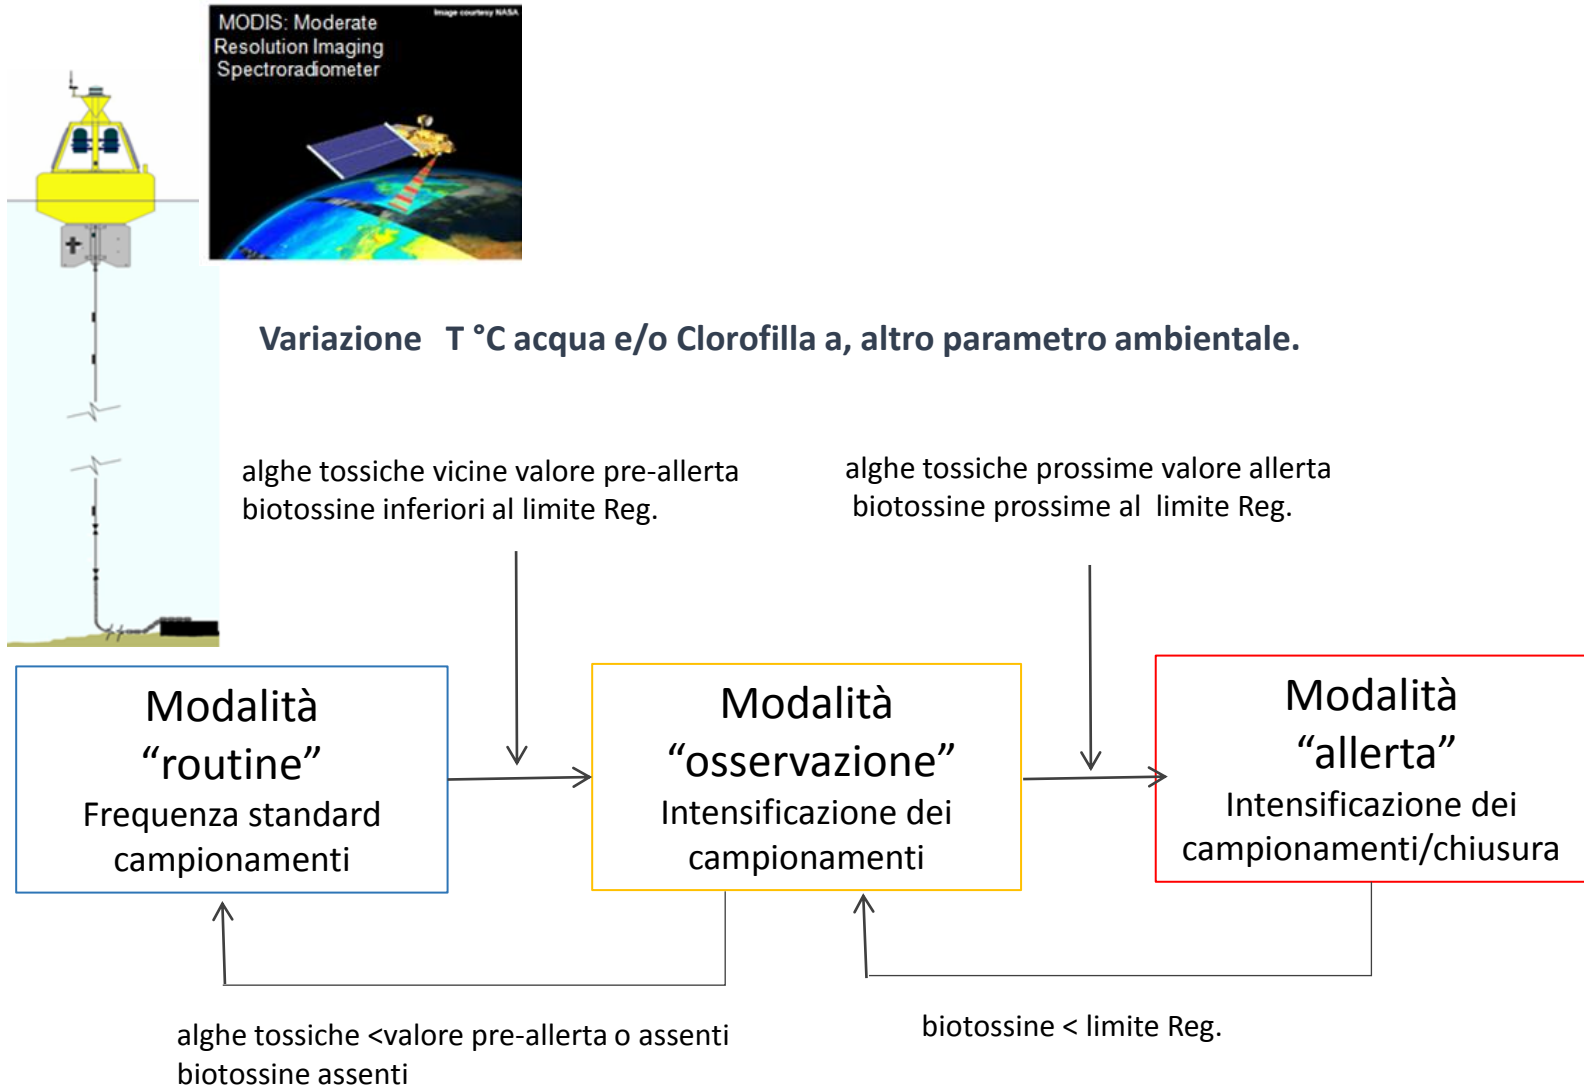 Image courtesy NASA
MODIS: Moderate
Resolution Imaging
Spectroradiometer
Variazione T °C acqua e/o Clorofilla a, altro parametro ambientale.
alghe tossiche vicine valore pre-allerta
biotossine inferiori al limite Reg.
alghe tossiche prossime valore allerta
biotossine prossime al limite Reg.
Modalità
“routine”
Frequenza standard
campionamenti
Modalità
“osservazione”
Intensificazione dei
campionamenti
Modalità
“allerta”
Intensificazione dei
campionamenti/chiusura
alghe tossiche <valore pre-allerta o assenti
biotossine assenti
biotossine < limite Reg.